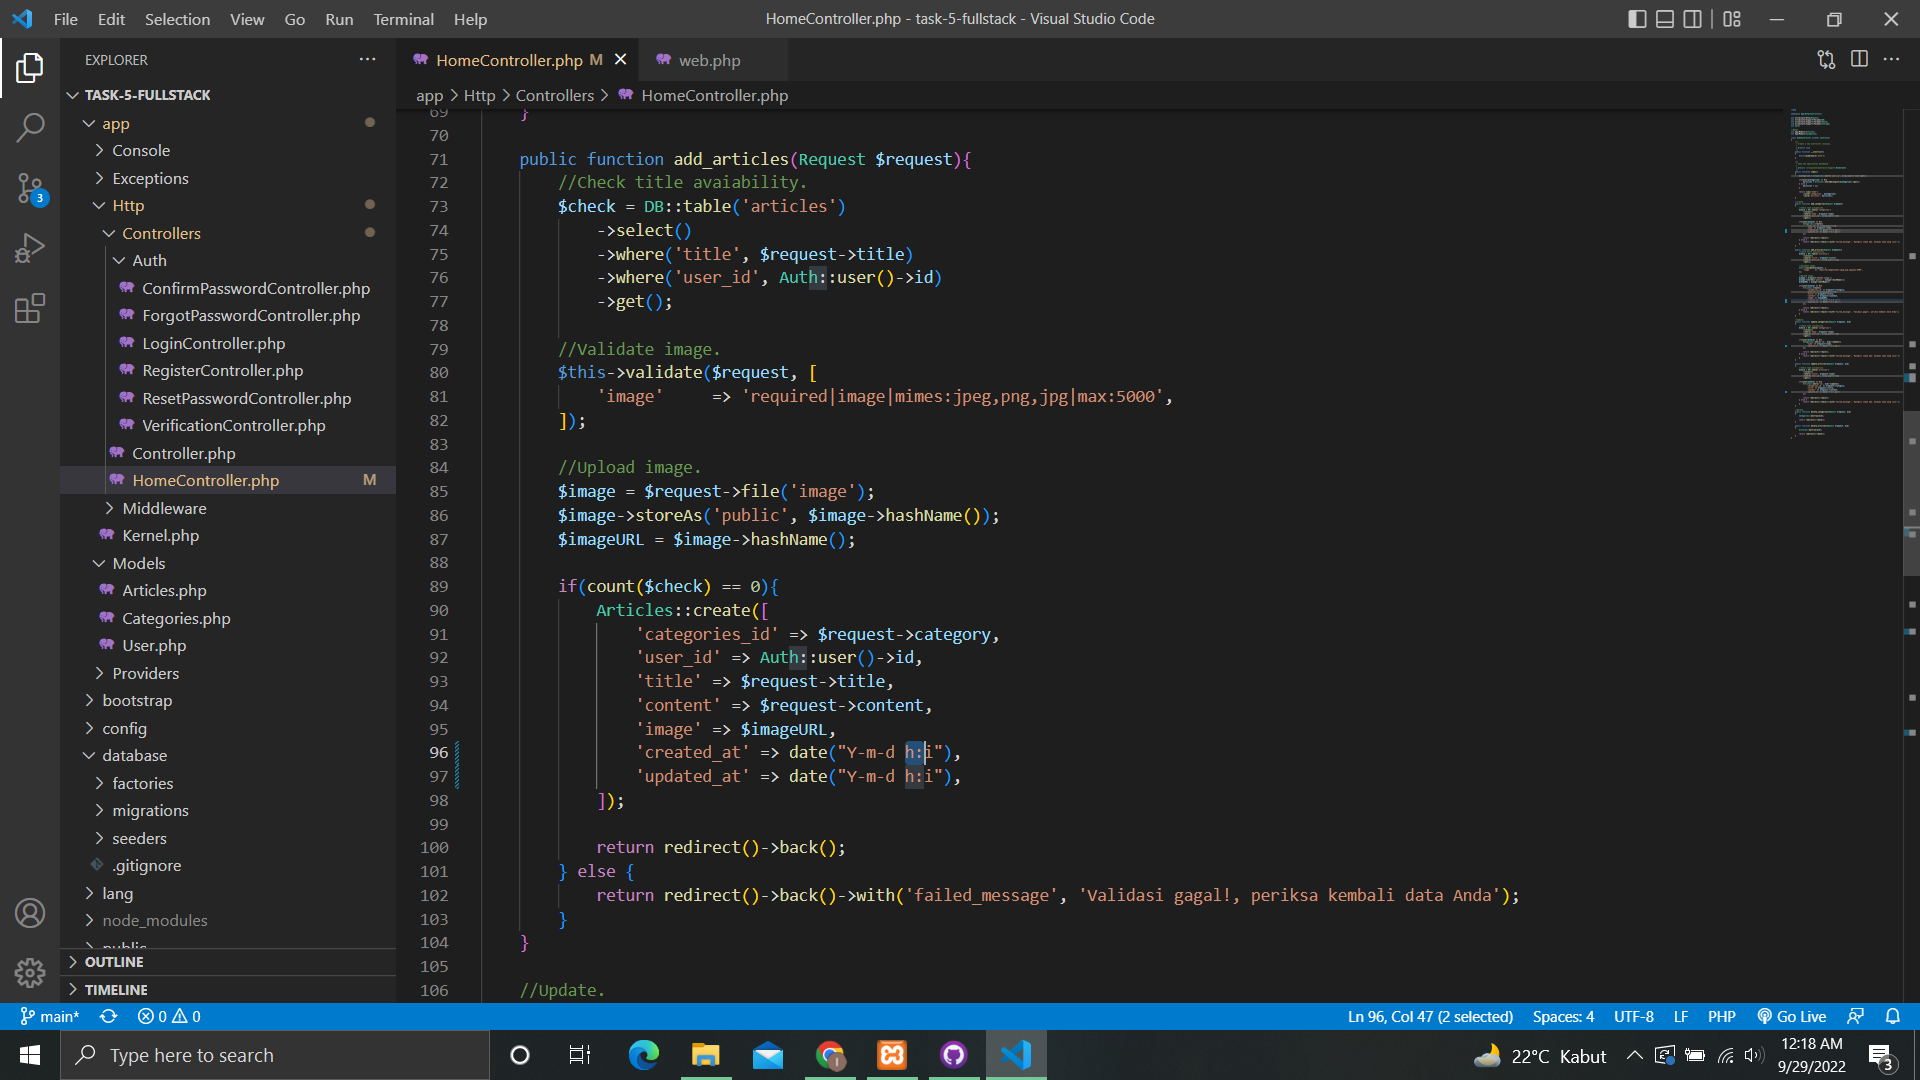 File Edit Selection View Go Run Terminal Help
HomeController.php - task-5-fullstack - Visual Studio Code
EXPLORER
TASK-5-FULLSTACK
app
Console
Exceptions
Http
Controllers
Auth
ConfirmPasswordController.php
ForgotPasswordController.php
LoginController.php
RegisterController.php
ResetPasswordController.php
VerificationController.php
Controller.php
HomeController.php M
Middleware
Kernel.php
Models
Articles.php
Categories.php
User.php
Providers
bootstrap
config
database
factories
migrations
seeders
.gitignore
lang
node_modules
public
OUTLINE
TIMELINE
3
HomeController.php M
web.php
app > Http > Controllers > HomeController.php
69 }
70
71 public function add_articles(Request $request){
72 //Check title avaiability.
73 $check = DB::table('articles')
74 ->select()
75 ->where('title', $request->title)
76 ->where('user_id', Auth::user()->id)
77 ->get();
78
79 //Validate image.
80 $this->validate($request, [
81 'image' => 'required|image|mimes:jpeg,png,jpg|max:5000',
82 ]);
83
84 //Upload image.
85 $image = $request->file('image');
86 $image->storeAs('public', $image->hashName());
87 $imageURL = $image->hashName();
88
89 if(count($check) == 0){
90 Articles::create([
91 'categories_id' => $request->category,
92 'user_id' => Auth::user()->id,
93 'title' => $request->title,
94 'content' => $request->content,
95 'image' => $imageURL,
96 'created_at' => date("Y-m-d h:i"),
97 'updated_at' => date("Y-m-d h:i"),
98 ]);
99
100 return redirect()->back();
101 } else {
102 return redirect()->back()->with('failed_message', 'Validasi gagal!, periksa kembali data Anda');
103 }
104 }
105
106 //Update.
main* 0 0
Ln 96, Col 47 (2 selected) Spaces: 4 UTF-8 LF PHP Go Live
Type here to search
22°C Kabut
12:18 AM
9/29/2022
3